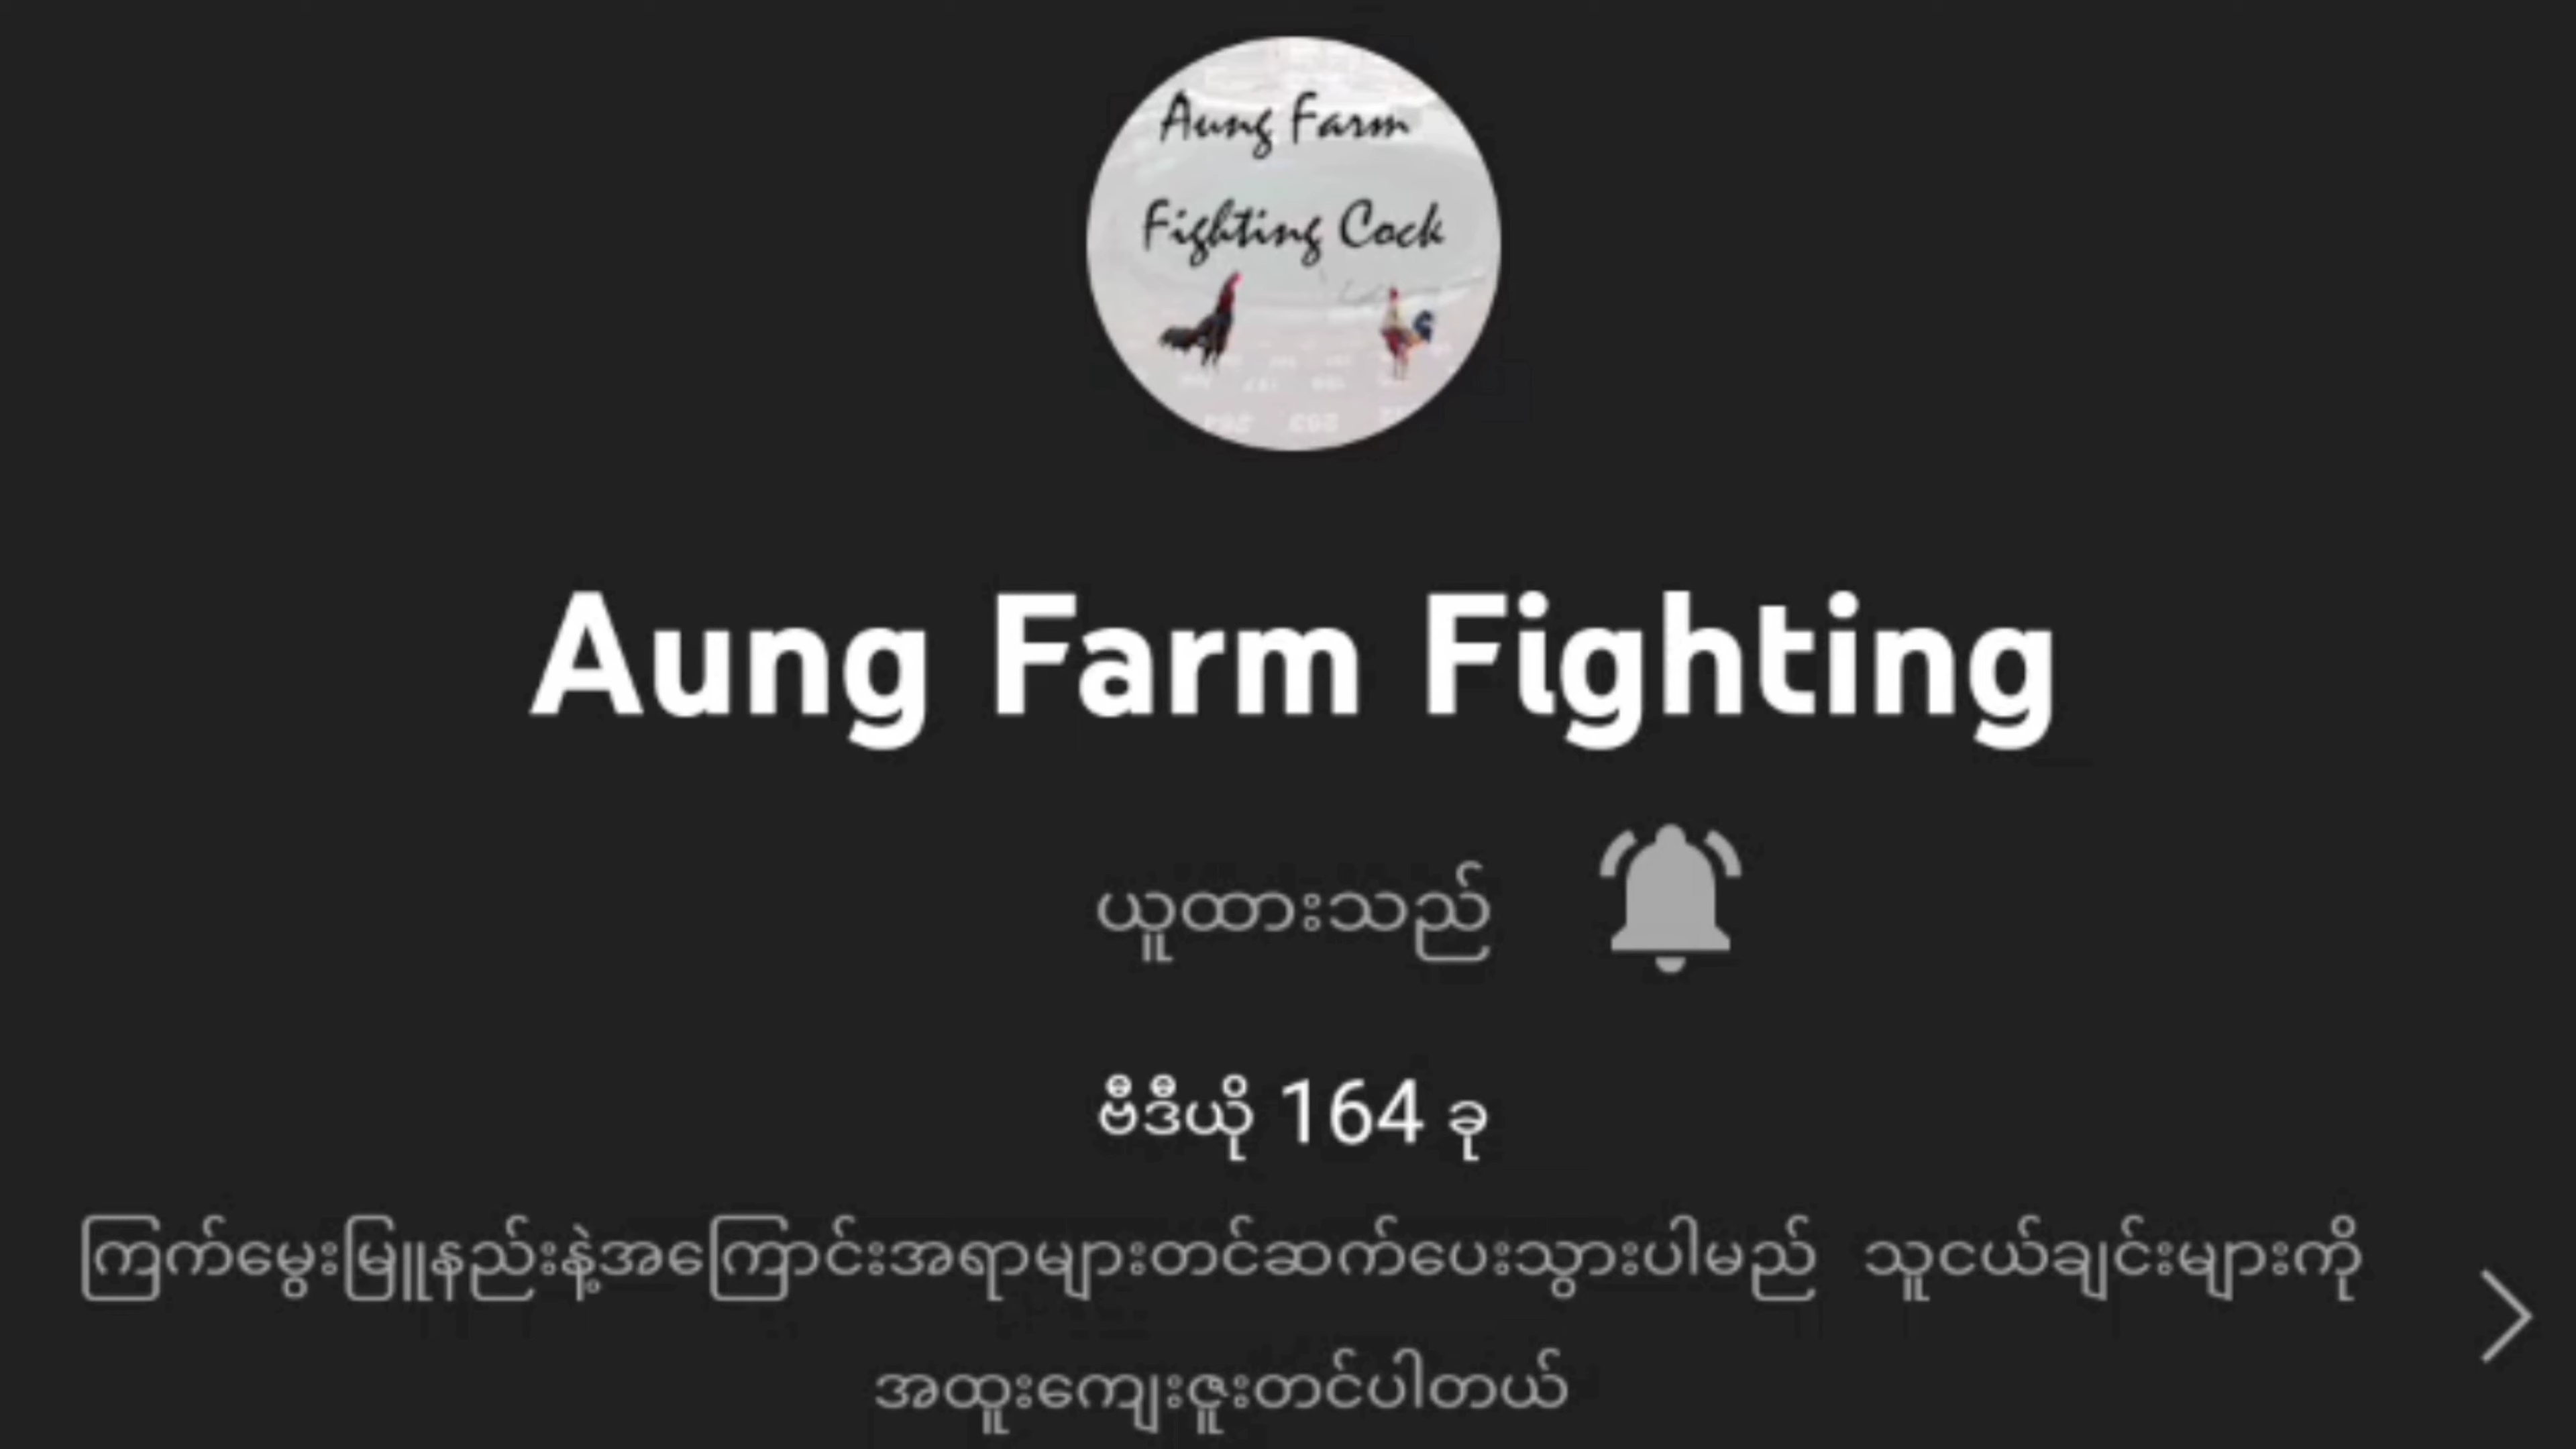 Aung Farm
Fighting Cock
Aung Farm Fighting
ယူထားသည်
ဗီဒီယို 164 ခု
ကြက်မွေးမြူနည်းနဲ့အကြောင်းအရာများတင်ဆက်ပေးသွားပါမည် သူငယ်ချင်းများကို
အထူးကျေးဇူးတင်ပါတယ်